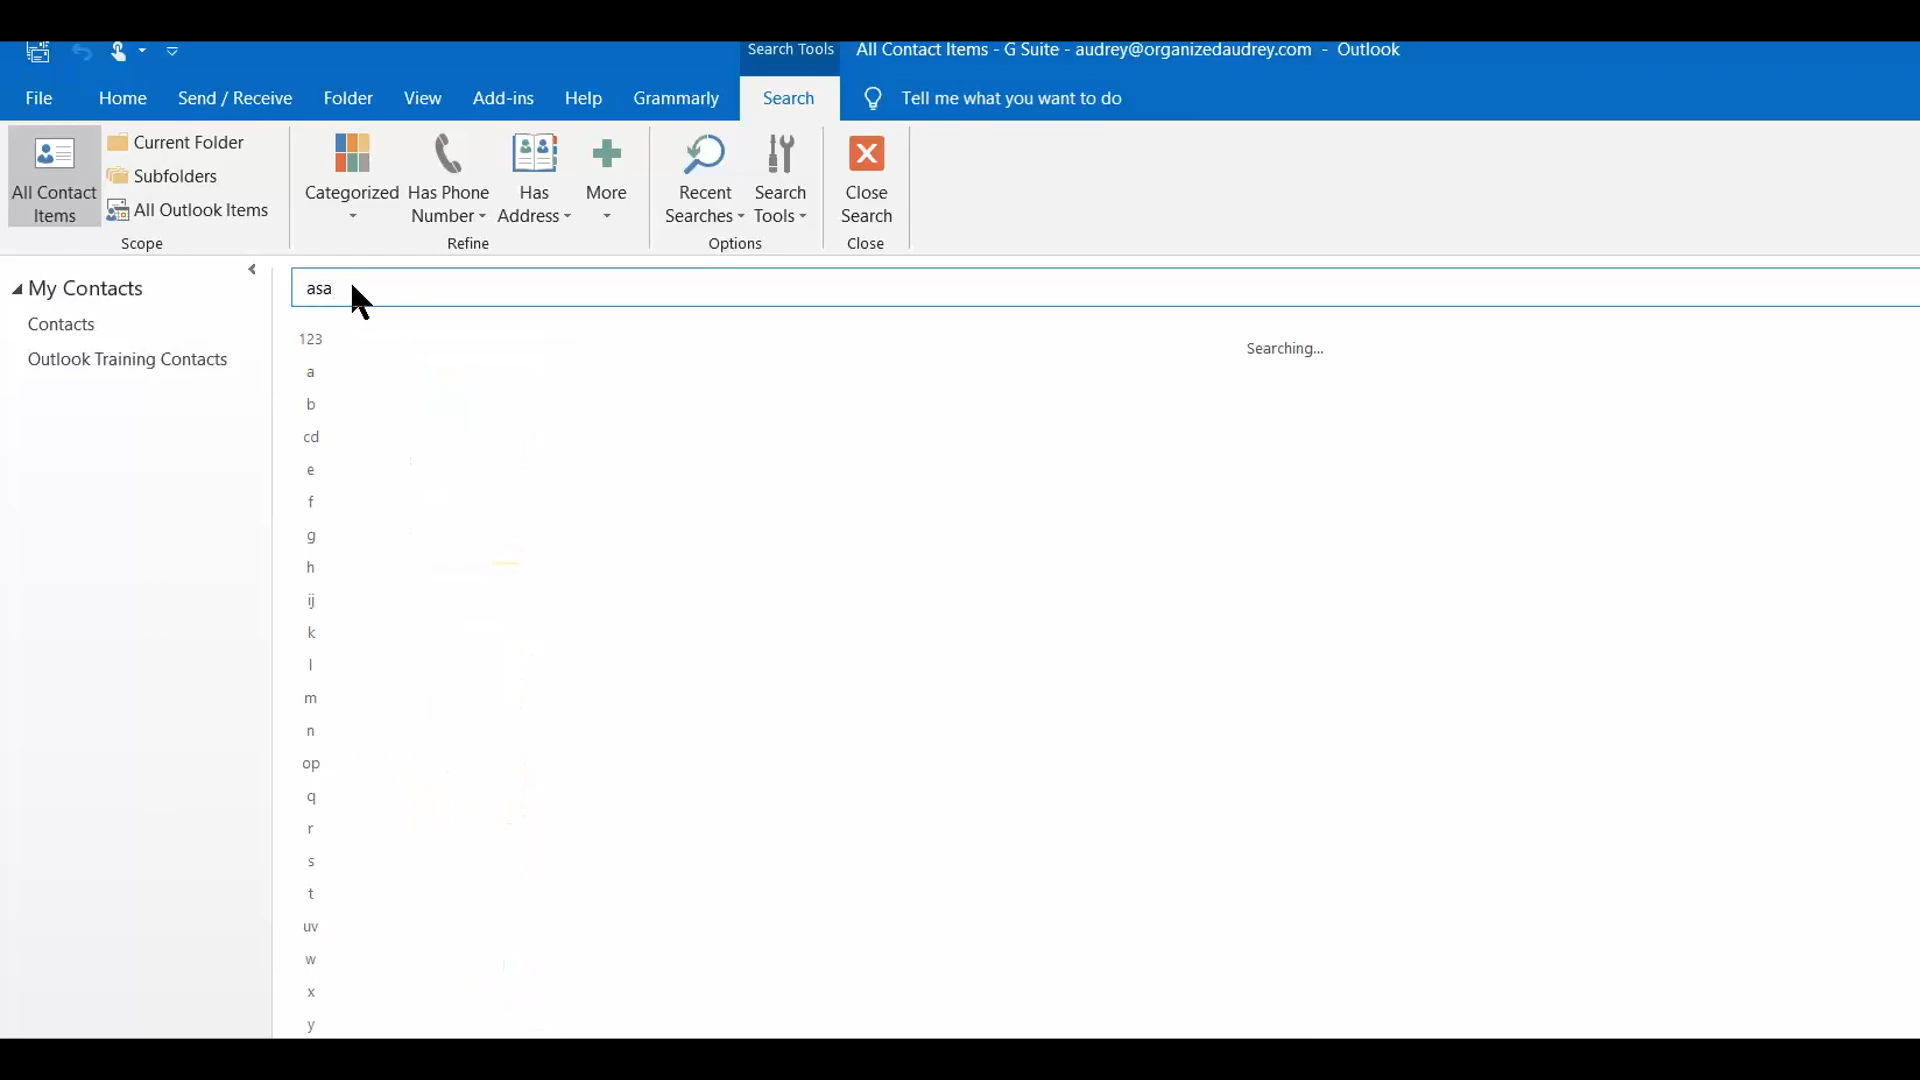 Search Tools All Contact Items - G Suite - audrey@organizedaudrey.com - Outlook
File Home Send / Receive Folder View Add-ins Help Grammarly Search Tell me what you want to do
All Contact Items
Current Folder
Subfolders
All Outlook Items
Scope
Categorized
Has Phone Number
Has Address
More
Refine
Recent Searches
Search Tools
Options
Close Search
Close
My Contacts
Contacts
Outlook Training Contacts
asa
Searching...
123
a
b
cd
e
f
g
h
ij
k
l
m
n
op
q
r
s
t
uv
w
x
y